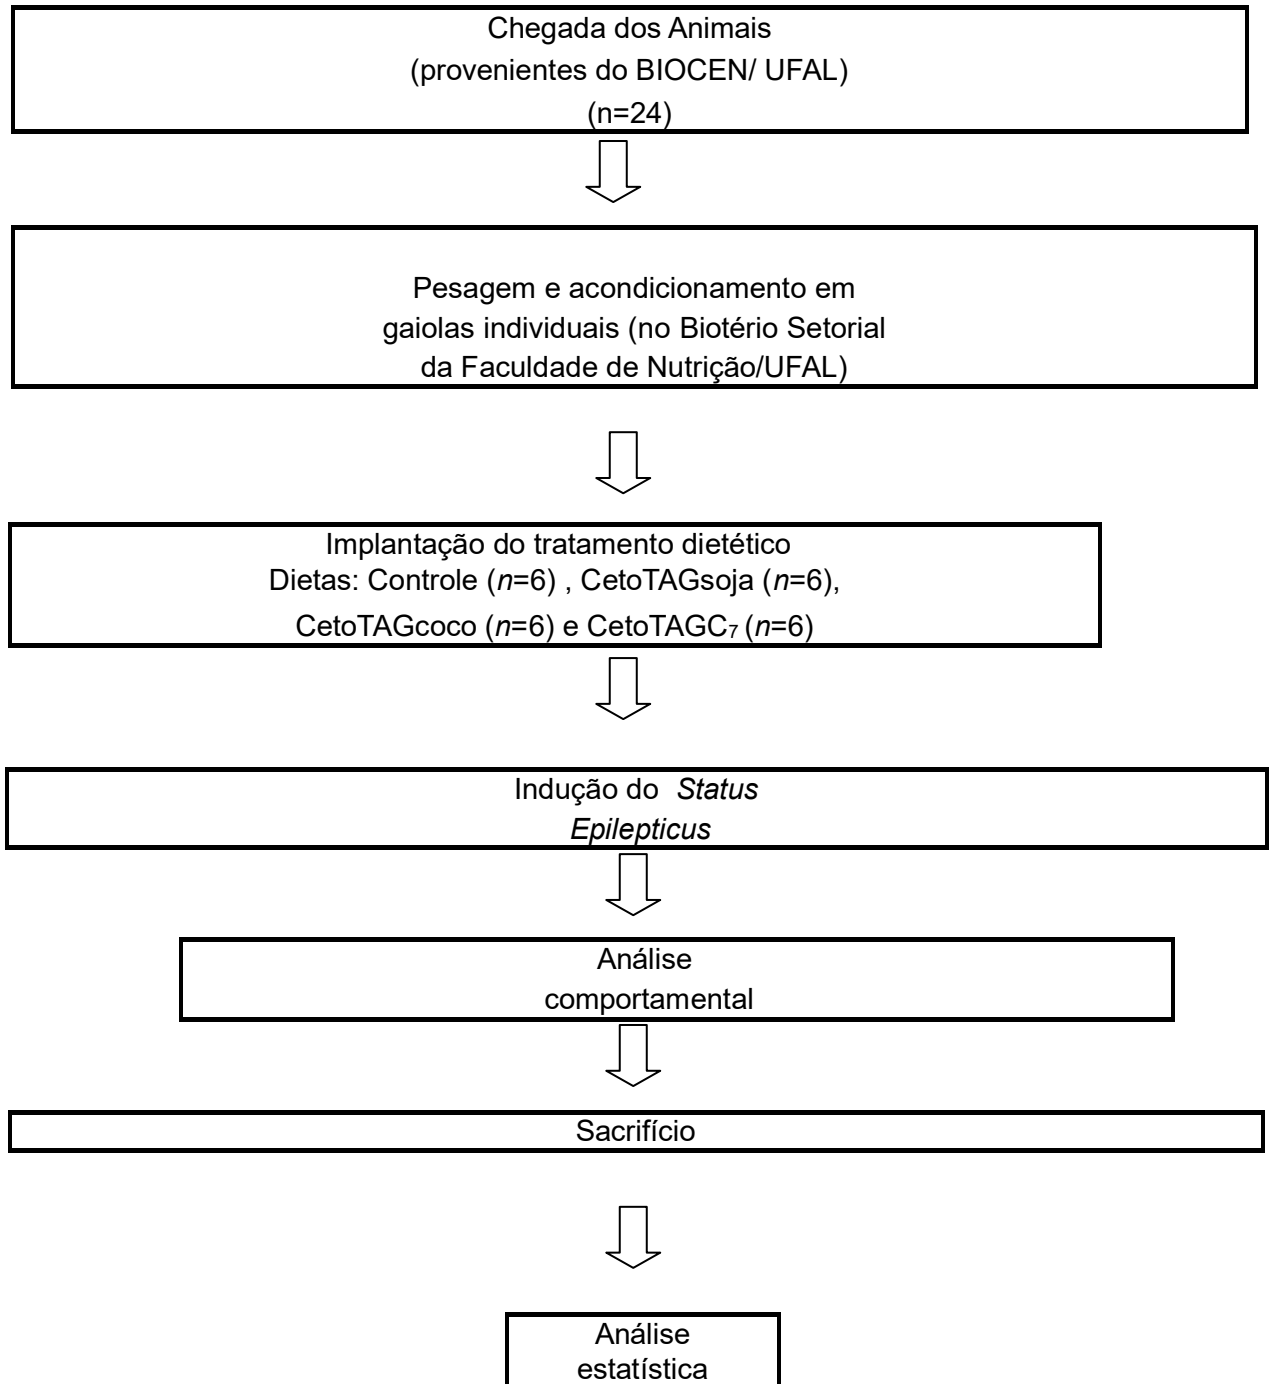 Chegada dos Animais
(provenientes do BIOCEN/ UFAL)
(n=24)
Pesagem e acondicionamento em
gaiolas individuais (no Biotério Setorial
da Faculdade de Nutrição/UFAL)
Implantação do tratamento dietético
Dietas: Controle (n=6) , CetoTAGsoja (n=6),
CetoTAGcoco (n=6) e CetoTAGC₇ (n=6)
Indução do Status
Epilepticus
Análise
comportamental
Sacrifício
Análise
estatística